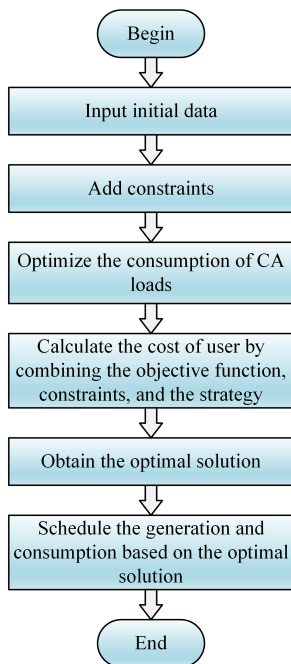 Begin
Input initial data
Add constraints
Optimize the consumption of CA
loads
Calculate the cost of user by
combining the objective function,
constraints, and the strategy
Obtain the optimal solution
Schedule the generation and
consumption based on the optimal
solution
End